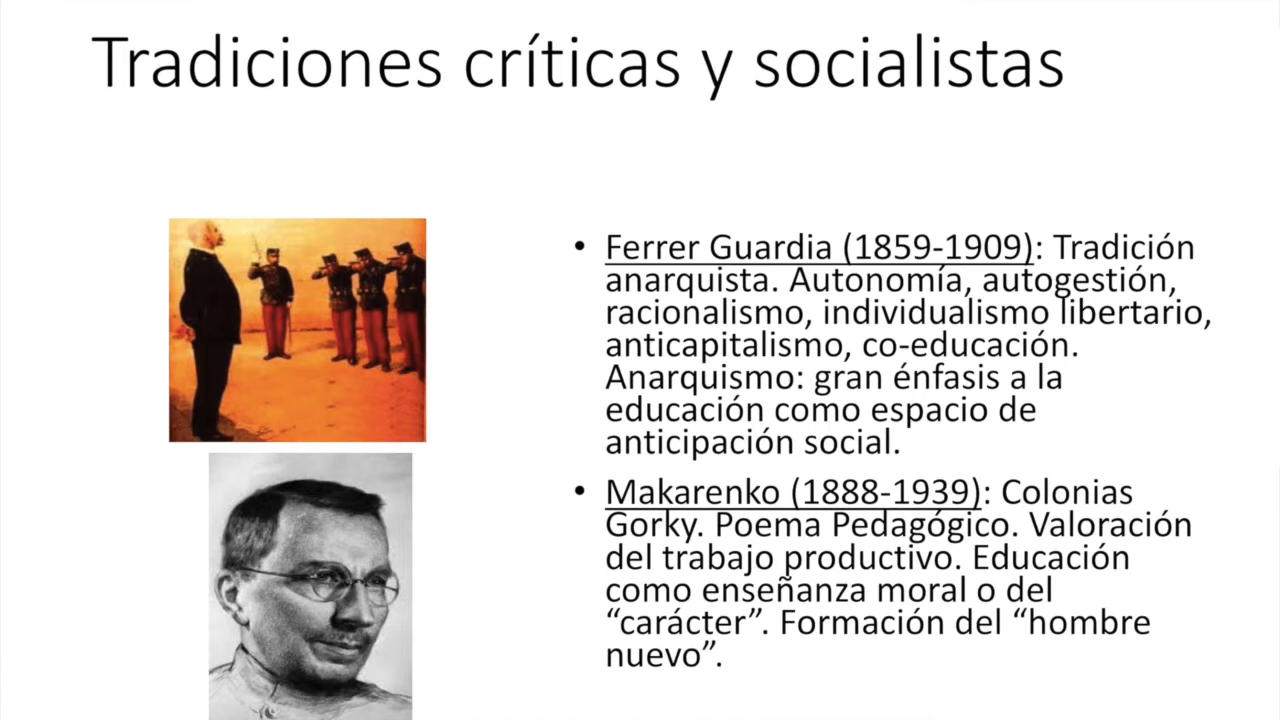 Tradiciones críticas y socialistas
• Ferrer Guardia (1859-1909): Tradición
anarquista. Autonomía, autogestión,
racionalismo, individualismo libertario,
anticapitalismo, co-educación.
Anarquismo: gran énfasis a la
educación como espacio de
anticipación social.
• Makarenko (1888-1939): Colonias
Gorky. Poema Pedagógico. Valoración
del trabajo productivo. Educación
como enseñanza moral o del
“carácter”. Formación del “hombre
nuevo”.